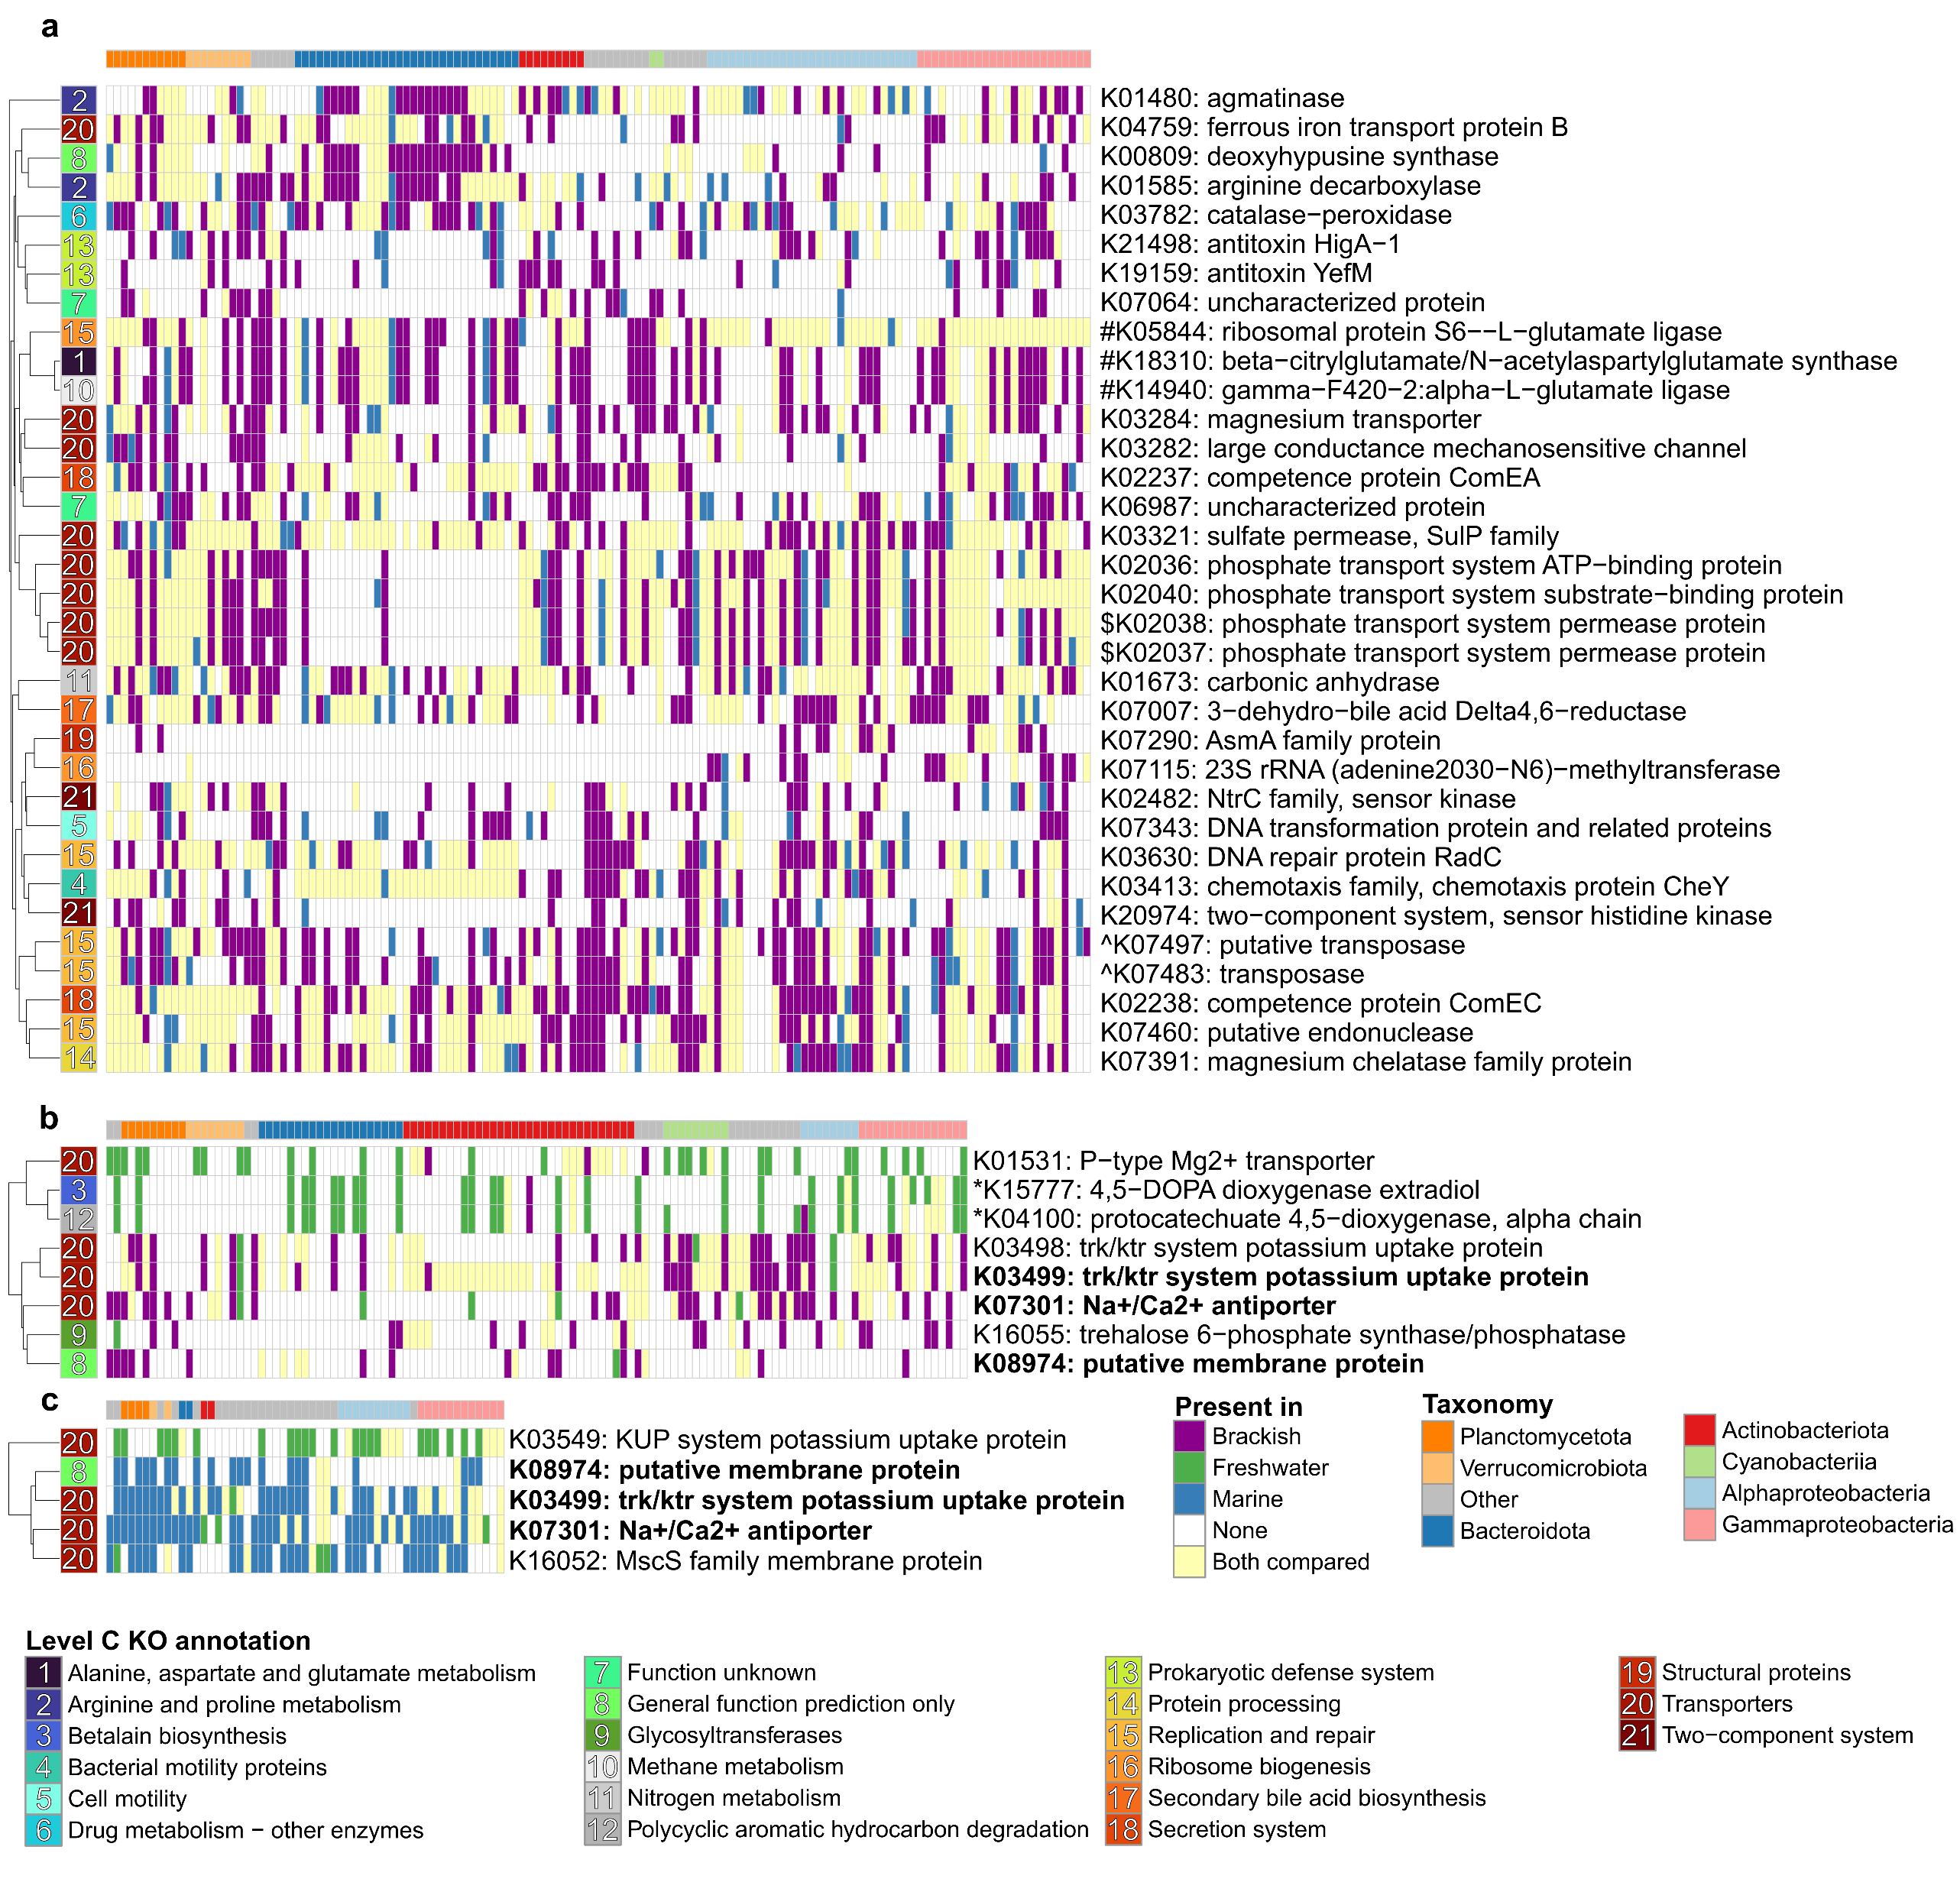 a
2 K01480: agmatinase
20 K04759: ferrous iron transport protein B
8 K00809: deoxyhypusine synthase
2 K01585: arginine decarboxylase
6 K03782: catalase−peroxidase
13 K21498: antitoxin HigA−1
13 K19159: antitoxin YefM
7 K07064: uncharacterized protein
15 #K05844: ribosomal protein S6−−L−glutamate ligase
1 #K18310: beta−citrylglutamate/N−acetylaspartylglutamate synthase
10 #K14940: gamma−F420−2:alpha−L−glutamate ligase
20 K03284: magnesium transporter
20 K03282: large conductance mechanosensitive channel
18 K02237: competence protein ComEA
7 K06987: uncharacterized protein
20 K03321: sulfate permease, SulP family
20 K02036: phosphate transport system ATP−binding protein
20 K02040: phosphate transport system substrate−binding protein
20 $K02038: phosphate transport system permease protein
20 $K02037: phosphate transport system permease protein
11 K01673: carbonic anhydrase
17 K07007: 3−dehydro−bile acid Delta4,6−reductase
19 K07290: AsmA family protein
16 K07115: 23S rRNA (adenine2030−N6)−methyltransferase
21 K02482: NtrC family, sensor kinase
5 K07343: DNA transformation protein and related proteins
15 K03630: DNA repair protein RadC
4 K03413: chemotaxis family, chemotaxis protein CheY
21 K20974: two−component system, sensor histidine kinase
15 ^K07497: putative transposase
15 ^K07483: transposase
18 K02238: competence protein ComEC
15 K07460: putative endonuclease
14 K07391: magnesium chelatase family protein
b
20 K01531: P−type Mg2+ transporter
3 *K15777: 4,5−DOPA dioxygenase extradiol
12 *K04100: protocatechuate 4,5−dioxygenase, alpha chain
20 K03498: trk/ktr system potassium uptake protein
20 K03499: trk/ktr system potassium uptake protein
20 K07301: Na+/Ca2+ antiporter
9 K16055: trehalose 6−phosphate synthase/phosphatase
8 K08974: putative membrane protein
c
20 K03549: KUP system potassium uptake protein
8 K08974: putative membrane protein
20 K03499: trk/ktr system potassium uptake protein
20 K07301: Na+/Ca2+ antiporter
20 K16052: MscS family membrane protein
Present in
Brackish
Freshwater
Marine
None
Both compared
Taxonomy
Planctomycetota
Verrucomicrobiota
Other
Bacteroidota
Actinobacteriota
Cyanobacteriia
Alphaproteobacteria
Gammaproteobacteria
Level C KO annotation
1 Alanine, aspartate and glutamate metabolism
2 Arginine and proline metabolism
3 Betalain biosynthesis
4 Bacterial motility proteins
5 Cell motility
6 Drug metabolism − other enzymes
7 Function unknown
8 General function prediction only
9 Glycosyltransferases
10 Methane metabolism
11 Nitrogen metabolism
12 Polycyclic aromatic hydrocarbon degradation
13 Prokaryotic defense system
14 Protein processing
15 Replication and repair
16 Ribosome biogenesis
17 Secondary bile acid biosynthesis
18 Secretion system
19 Structural proteins
20 Transporters
21 Two−component system